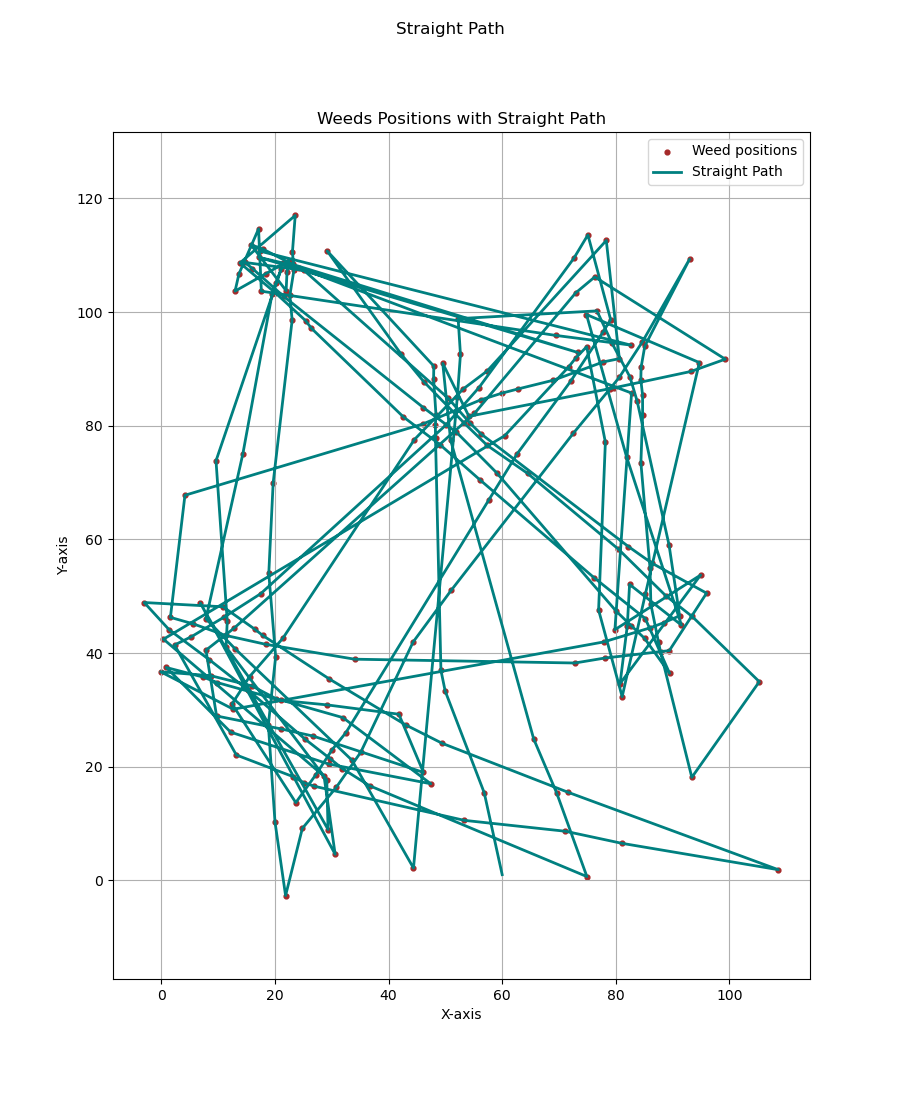 Straight Path
Weeds Positions with Straight Path
Weed positions
Straight Path
120
100
80
60
40
20
0
Y-axis
0 20 40 60 80 100
X-axis